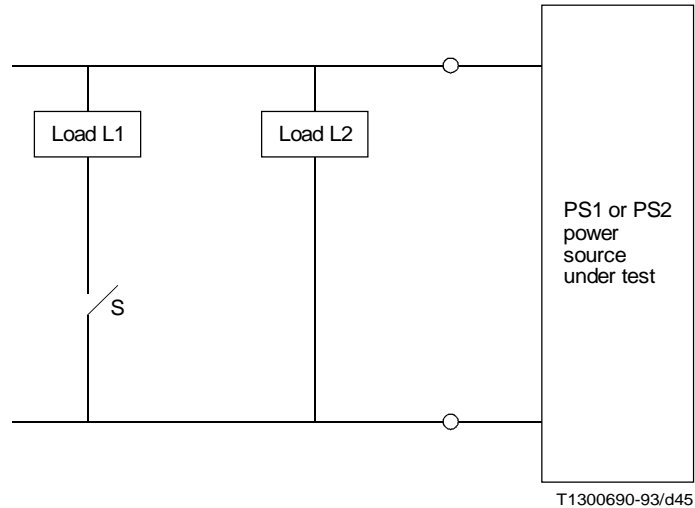 Load L1
Load L2
PS1 or PS2
power
source
under test
S
T1300690-93/d45